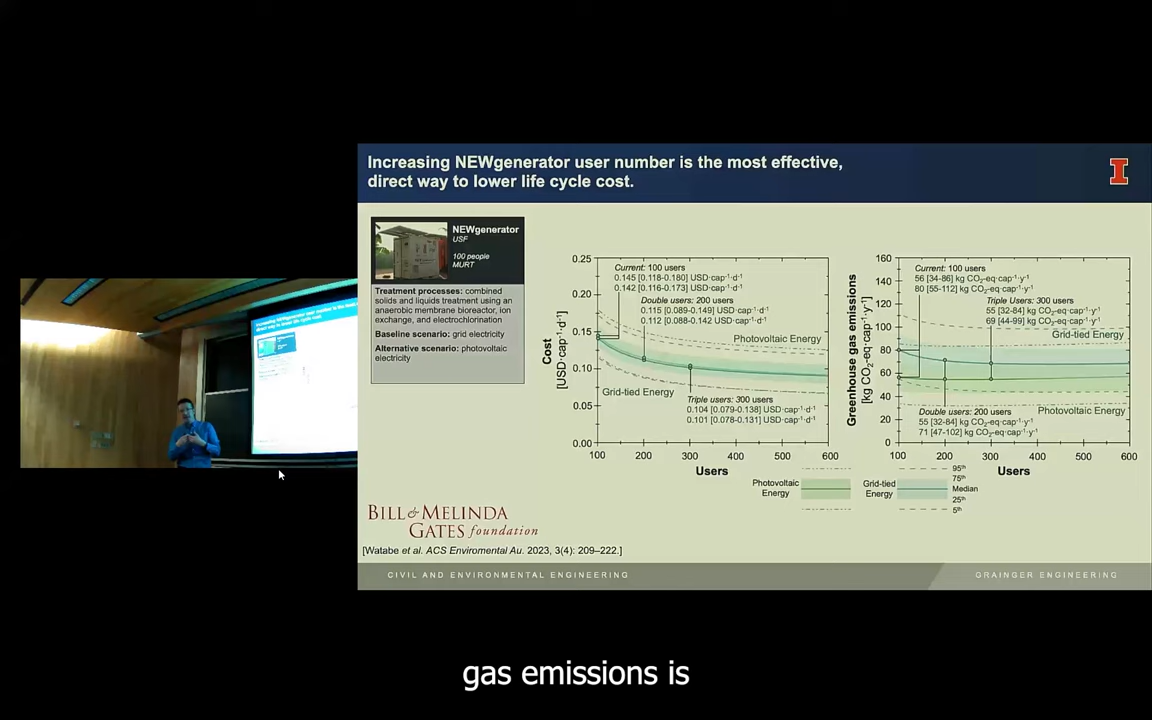 Increasing NEWgenerator user number is the most effective,
direct way to lower life cycle cost.
I
NEWgenerator
USF
100 people
MURT
Treatment processes: combined
solids and liquids treatment using an
anaerobic membrane bioreactor, ion
exchange, and electrochlorination
Baseline scenario: grid electricity
Alternative scenario: photovoltaic
electricity
Cost
[USD·cap⁻¹·d⁻¹]
0.25
0.20
0.15
0.10
0.05
0.00
Current: 100 users
0.145 [0.118-0.180] USD·cap⁻¹·d⁻¹
0.142 [0.116-0.173] USD·cap⁻¹·d⁻¹
Double users: 200 users
0.115 [0.089-0.149] USD·cap⁻¹·d⁻¹
0.112 [0.088-0.142 USD·cap⁻¹·d⁻¹
Photovoltaic Energy
Grid-tied Energy
Triple users: 300 users
0.104 [0.079-0.138] USD·cap⁻¹·d⁻¹
0.101 [0.078-0.131] USD·cap⁻¹·d⁻¹
100 200 300 400 500 600
Users
Greenhouse gas emissions
[kg CO₂-eq·cap⁻¹·y⁻¹]
160
140
120
100
80
60
40
20
0
Current: 100 users
56 [34-86] kg CO₂-eq·cap⁻¹·y⁻¹
80 [55-112] kg CO₂-eq·cap⁻¹·y⁻¹
Triple Users: 300 users
55 [32-84] kg CO₂-eq·cap⁻¹·y⁻¹
69 [44-99] kg CO₂-eq·cap⁻¹·y⁻¹
Grid-tied Energy
Photovoltaic Energy
Double users: 200 users
55 [32-84] kg CO₂-eq·cap⁻¹·y⁻¹
71 [47-102] kg CO₂-eq·cap⁻¹·y⁻¹
100 200 300 400 500 600
Users
Photovoltaic
Energy
Grid-tied
Energy
95th
75th
Median
25th
5th
BILL & MELINDA
GATES foundation
[Watabe et al. ACS Enviromental Au. 2023, 3(4): 209–222.]
CIVIL AND ENVIRONMENTAL ENGINEERING
GRAINGER ENGINEERING
gas emissions is